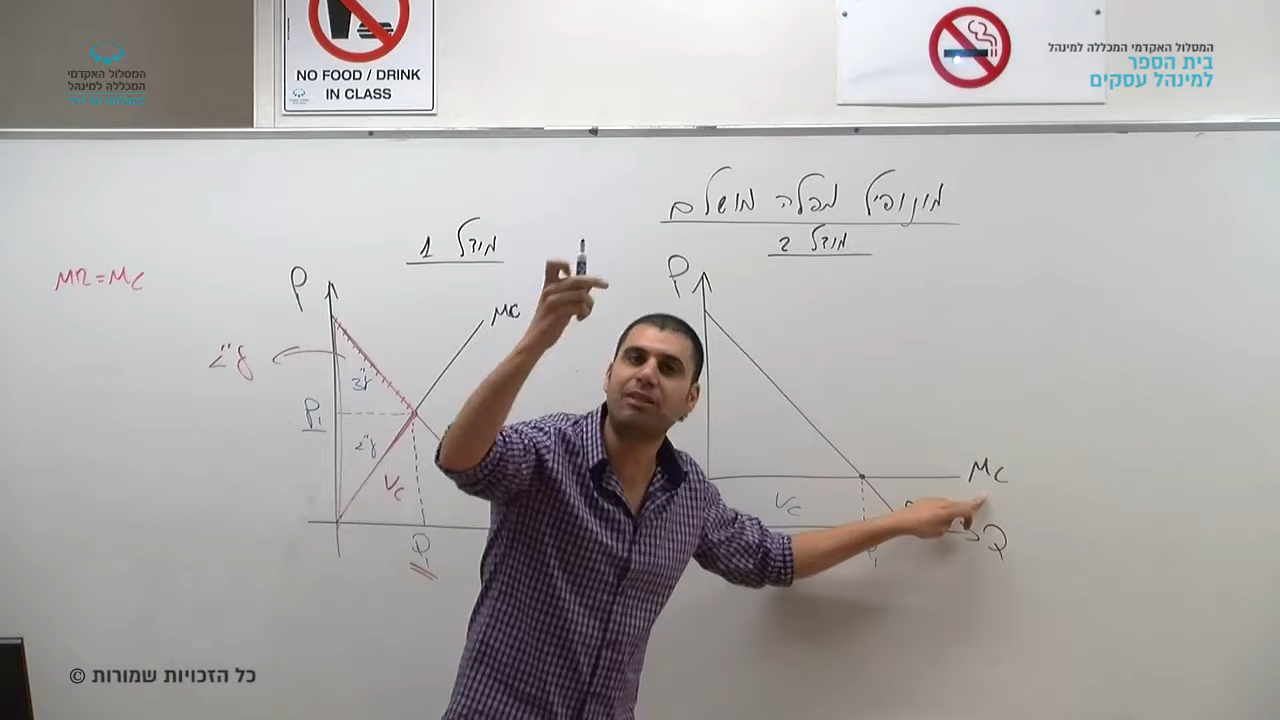 NO FOOD / DRINK
IN CLASS
המסלול האקדמי
המכללה למינהל
המסלול האקדמי המכללה למינהל
בית הספר
למינהל עסקים
מונופול מפלה מושלם
מודל 1
מודל 2
MR=MC
P
MC
P₁
Q₁
VC
P
MC
VC
Q
כל הזכויות שמורות ©